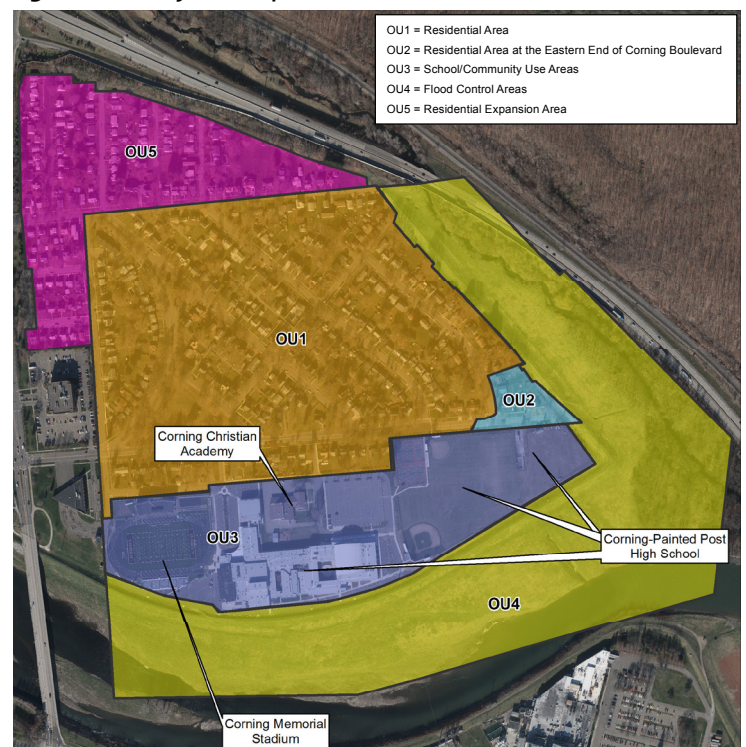 OU1 = Residential Area
OU2 = Residential Area at the Eastern End of Corning Boulevard
OU3 = School/Community Use Areas
OU4 = Flood Control Areas
OU5 = Residential Expansion Area
OU5
OU1
OU2
Corning Christian
Academy
OU3
Corning-Painted Post
High School
OU4
Corning Memorial
Stadium